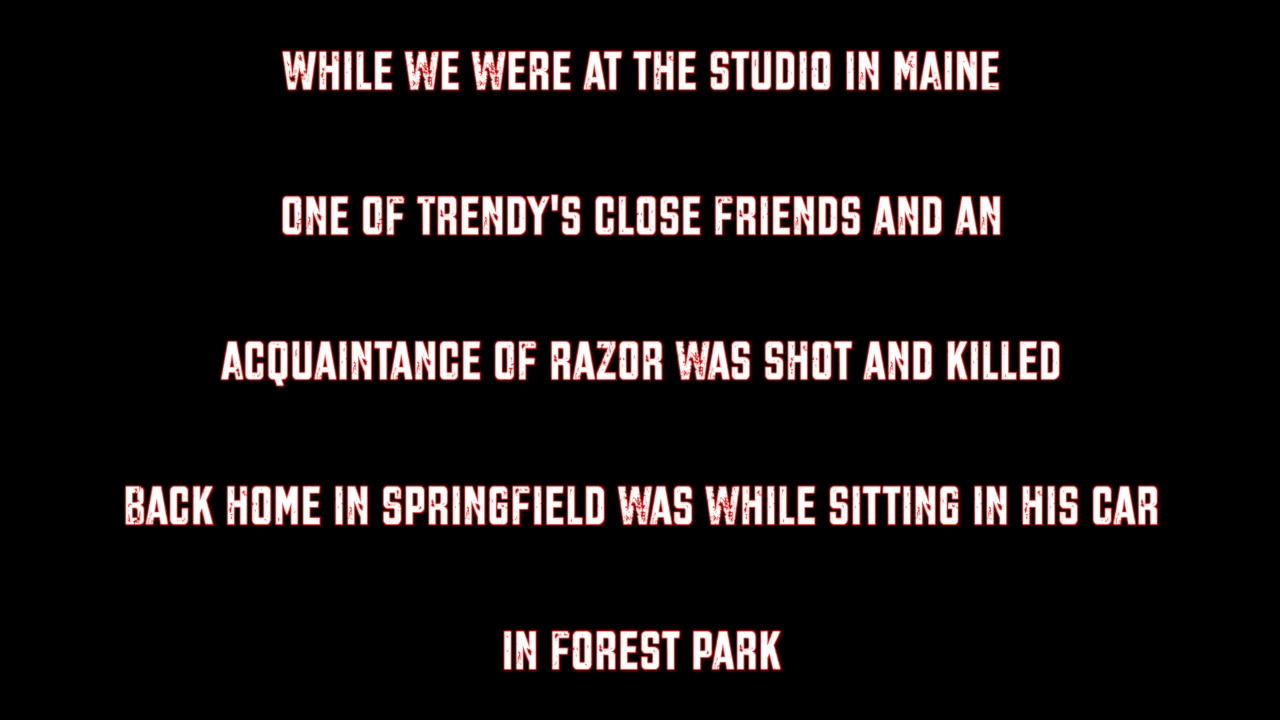 WHILE WE WERE AT THE STUDIO IN MAINE
ONE OF TRENDY'S CLOSE FRIENDS AND AN
ACQUAINTANCE OF RAZOR WAS SHOT AND KILLED
BACK HOME IN SPRINGFIELD WAS WHILE SITTING IN HIS CAR
IN FOREST PARK